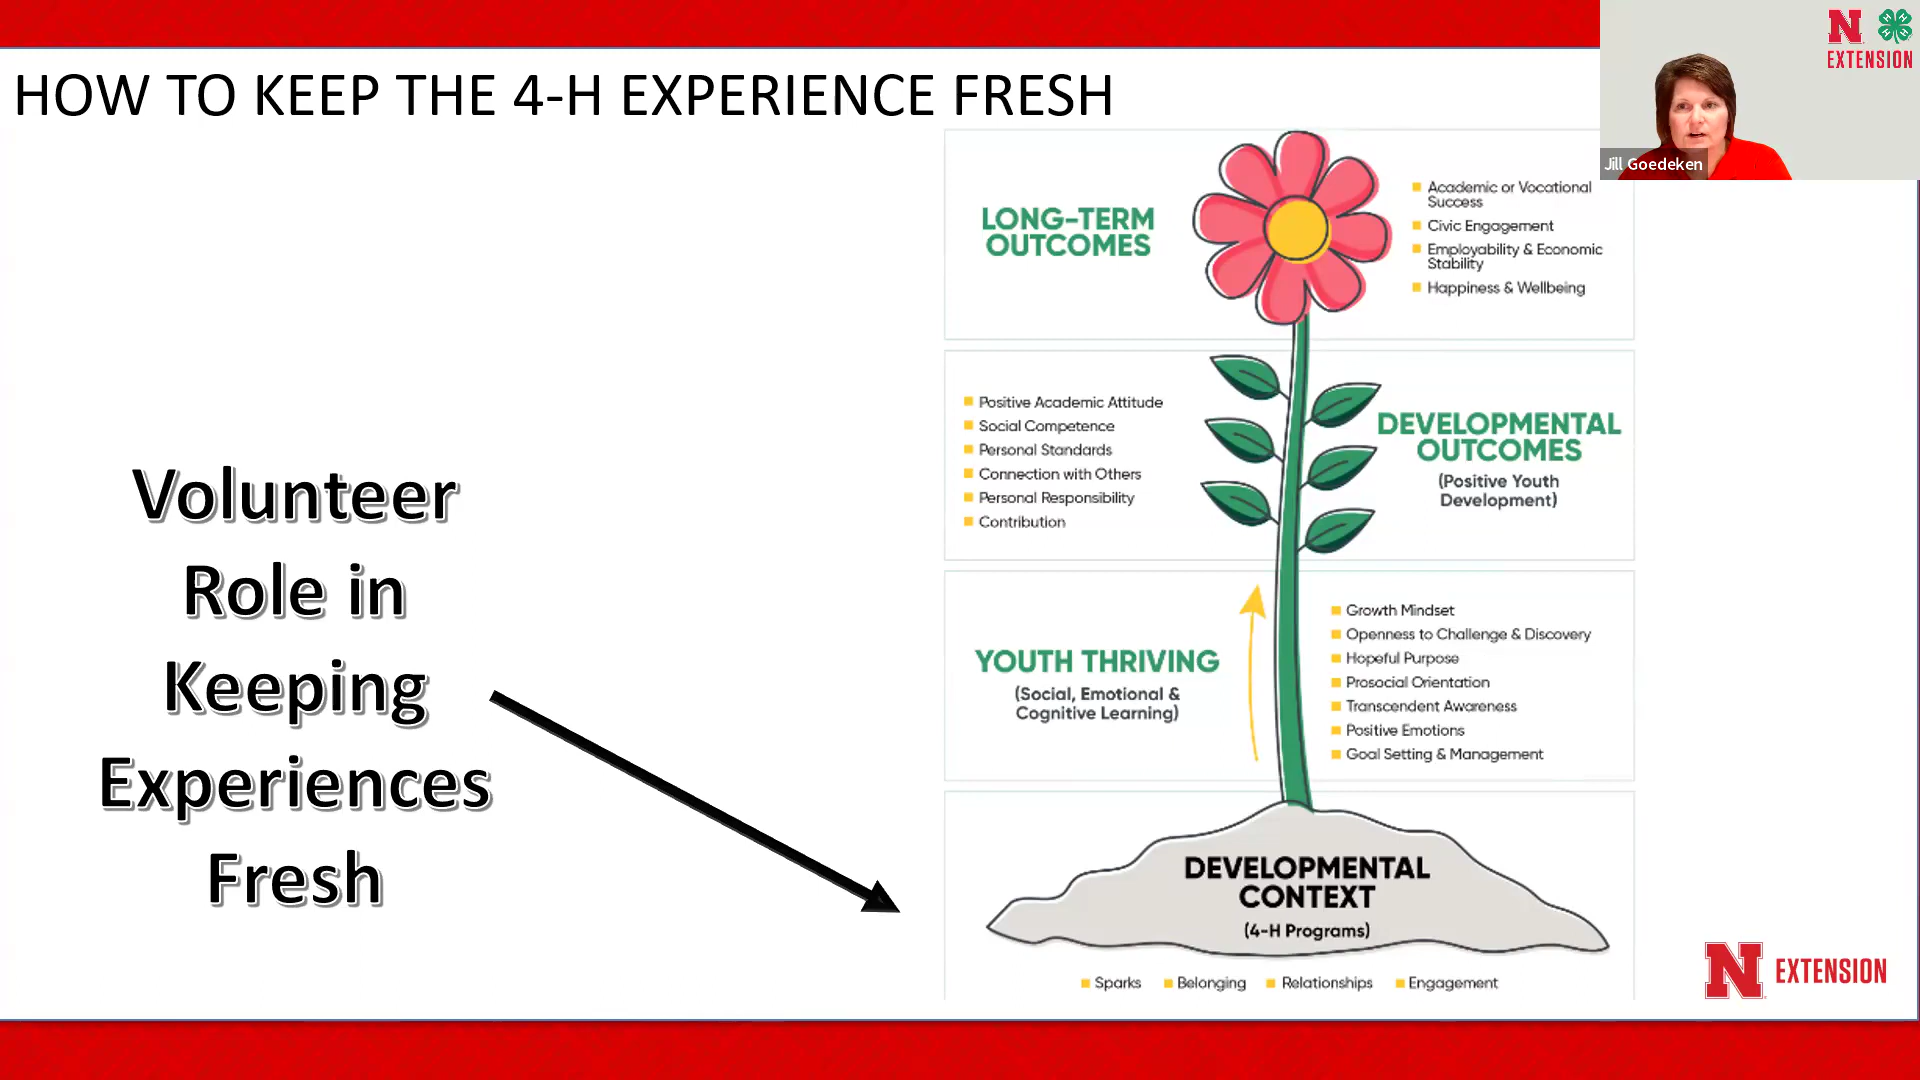 HOW TO KEEP THE 4-H EXPERIENCE FRESH
N
EXTENSION
Jill Goedeken
LONG-TERM
OUTCOMES
Academic or Vocational
Success
Civic Engagement
Employability & Economic
Stability
Happiness & Wellbeing
Positive Academic Attitude
Social Competence
Personal Standards
Connection with Others
Personal Responsibility
Contribution
DEVELOPMENTAL
OUTCOMES
(Positive Youth
Development)
Volunteer
Role in
Keeping
Experiences
Fresh
YOUTH THRIVING
(Social, Emotional &
Cognitive Learning)
Growth Mindset
Openness to Challenge & Discovery
Hopeful Purpose
Prosocial Orientation
Transcendent Awareness
Positive Emotions
Goal Setting & Management
DEVELOPMENTAL
CONTEXT
(4-H Programs)
Sparks Belonging Relationships Engagement
N EXTENSION